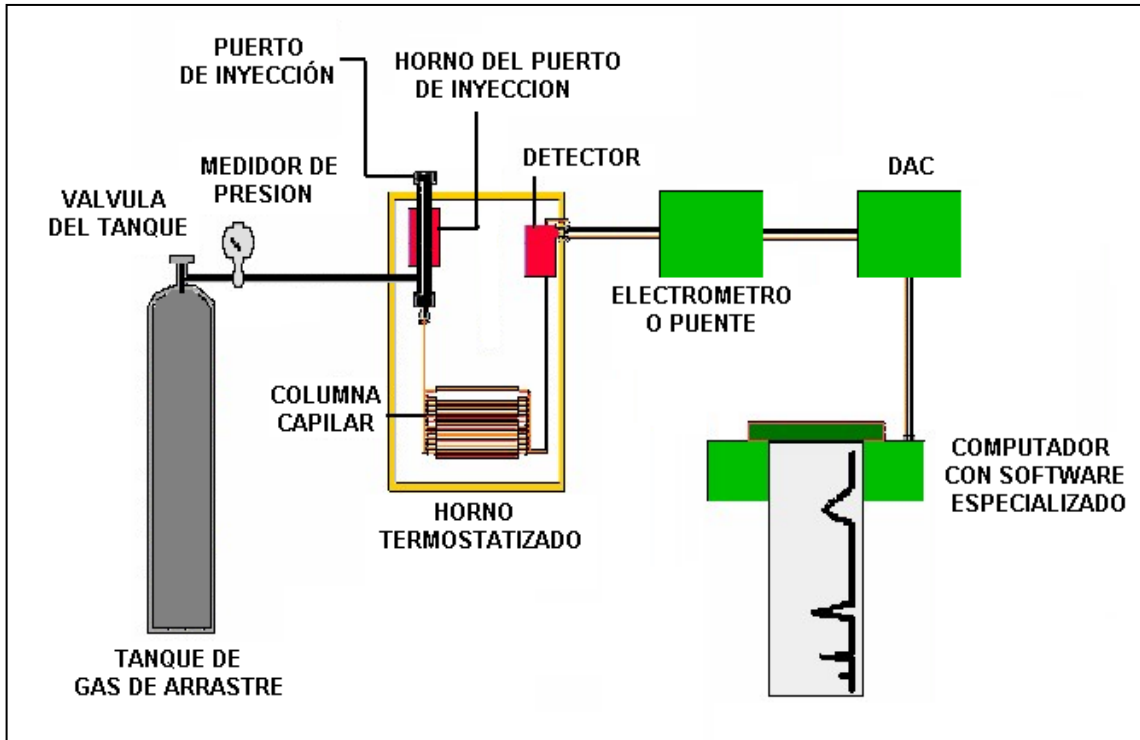 PUERTO
DE INYECCIÓN
HORNO DEL PUERTO
DE INYECCION
MEDIDOR DE
PRESION
VALVULA
DEL TANQUE
DETECTOR
DAC
ELECTROMETRO
O PUENTE
COLUMNA
CAPILAR
HORNO
TERMOSTATIZADO
COMPUTADOR
CON SOFTWARE
ESPECIALIZADO
TANQUE DE
GAS DE ARRASTRE